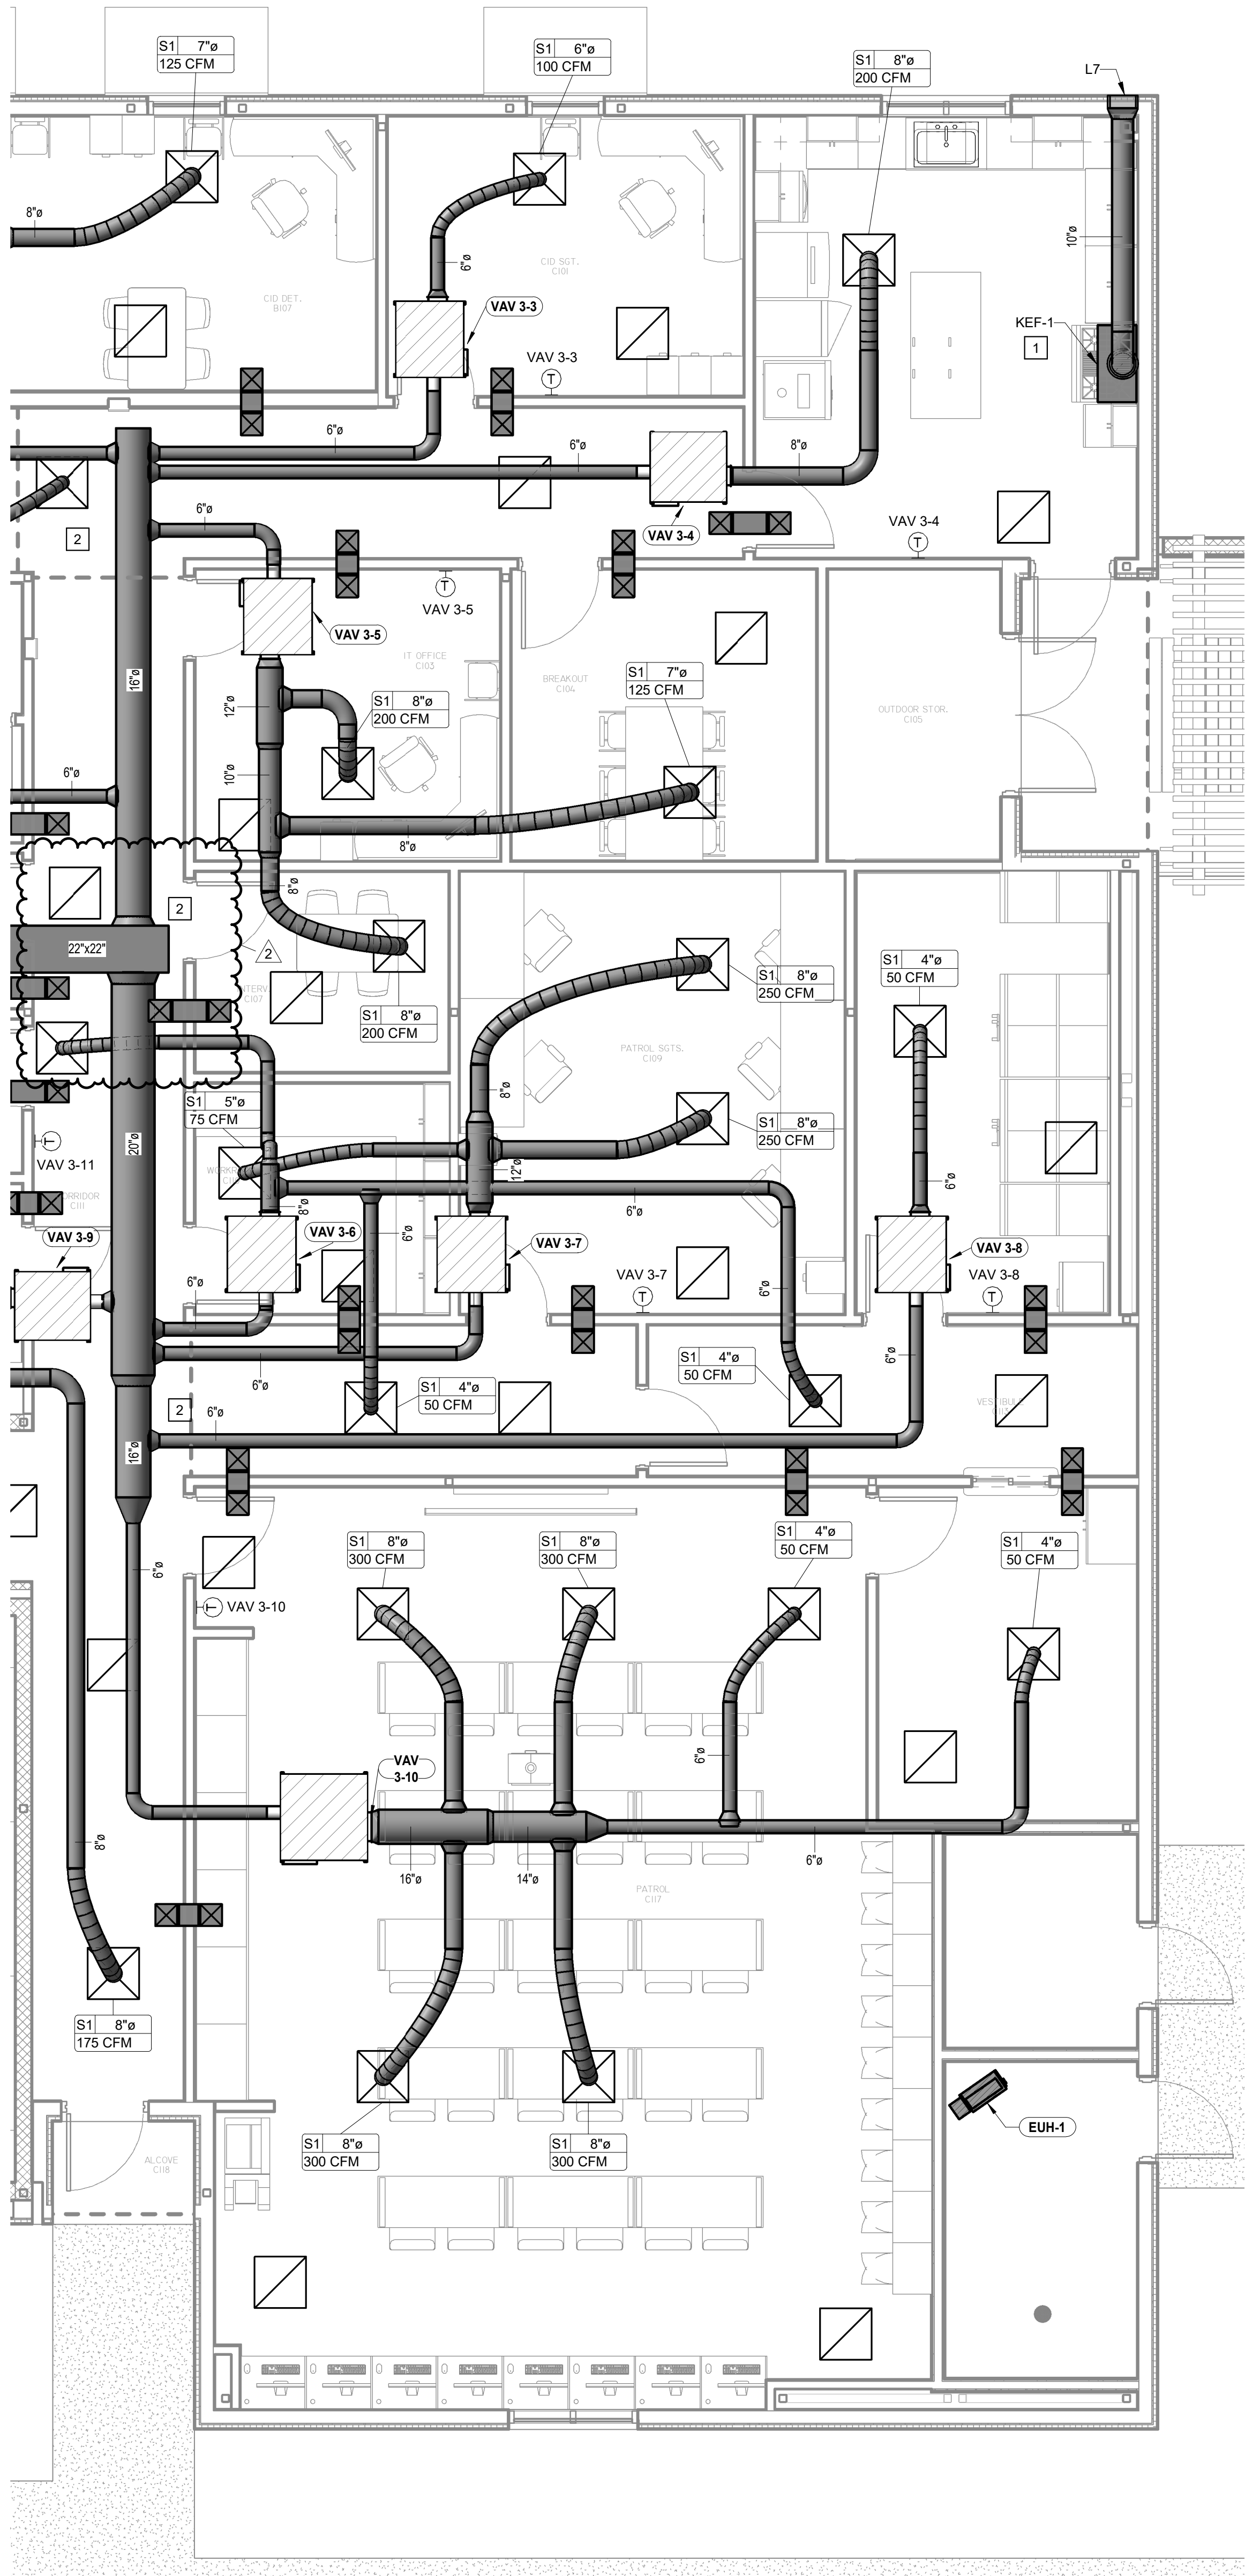 S1 7"ø
125 CFM
S1 6"ø
100 CFM
S1 8"ø
200 CFM
L7
8"ø
6"ø
10"ø
CID SGT.
C101
CID DET.
B107
VAV 3-3
KEF-1
1
VAV 3-3
T
6"ø
6"ø
8"ø
6"ø
2
VAV 3-4
VAV 3-4
T
T
VAV 3-5
VAV 3-5
IT OFFICE
C103
BREAKOUT
C104
S1 7"ø
125 CFM
16"ø
12"ø
S1 8"ø
200 CFM
OUTDOOR STOR.
C105
6"ø
10"ø
8"ø
8"ø
2
22"x22"
2
S1 8"ø
250 CFM
S1 4"ø
50 CFM
C107
S1 8"ø
200 CFM
PATROL SGTS.
C109
8"ø
S1 5"ø
75 CFM
S1 8"ø
250 CFM
T
VAV 3-11
20"ø
12"ø
6"ø
8"ø
6"ø
6"ø
CORRIDOR
C111
VAV 3-9
VAV 3-6
VAV 3-7
VAV 3-8
6"ø
VAV 3-7
T
6"ø
VAV 3-8
T
6"ø
6"ø
S1 4"ø
50 CFM
S1 4"ø
50 CFM
2
6"ø
VESTIBULE
16"ø
S1 8"ø
300 CFM
S1 8"ø
300 CFM
S1 4"ø
50 CFM
S1 4"ø
50 CFM
6"ø
T VAV 3-10
6"ø
VAV
3-10
8"ø
16"ø
14"ø
6"ø
PATROL
C117
S1 8"ø
175 CFM
EUH-1
S1 8"ø
300 CFM
S1 8"ø
300 CFM
ALCOVE
C118